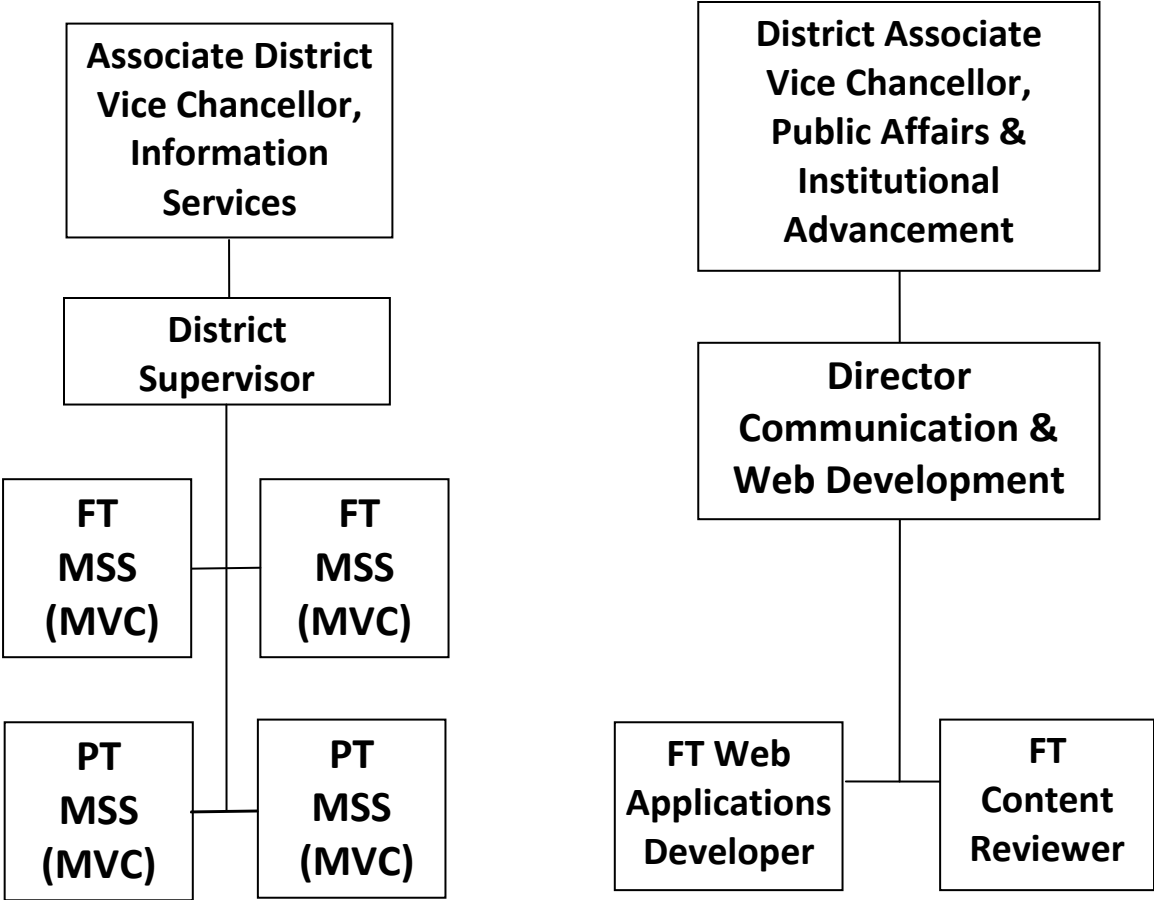 Associate District
Vice Chancellor,
Information
Services
District
Supervisor
FT
MSS
(MVC)
FT
MSS
(MVC)
PT
MSS
(MVC)
PT
MSS
(MVC)
District Associate
Vice Chancellor,
Public Affairs &
Institutional
Advancement
Director
Communication &
Web Development
FT Web
Applications
Developer
FT
Content
Reviewer